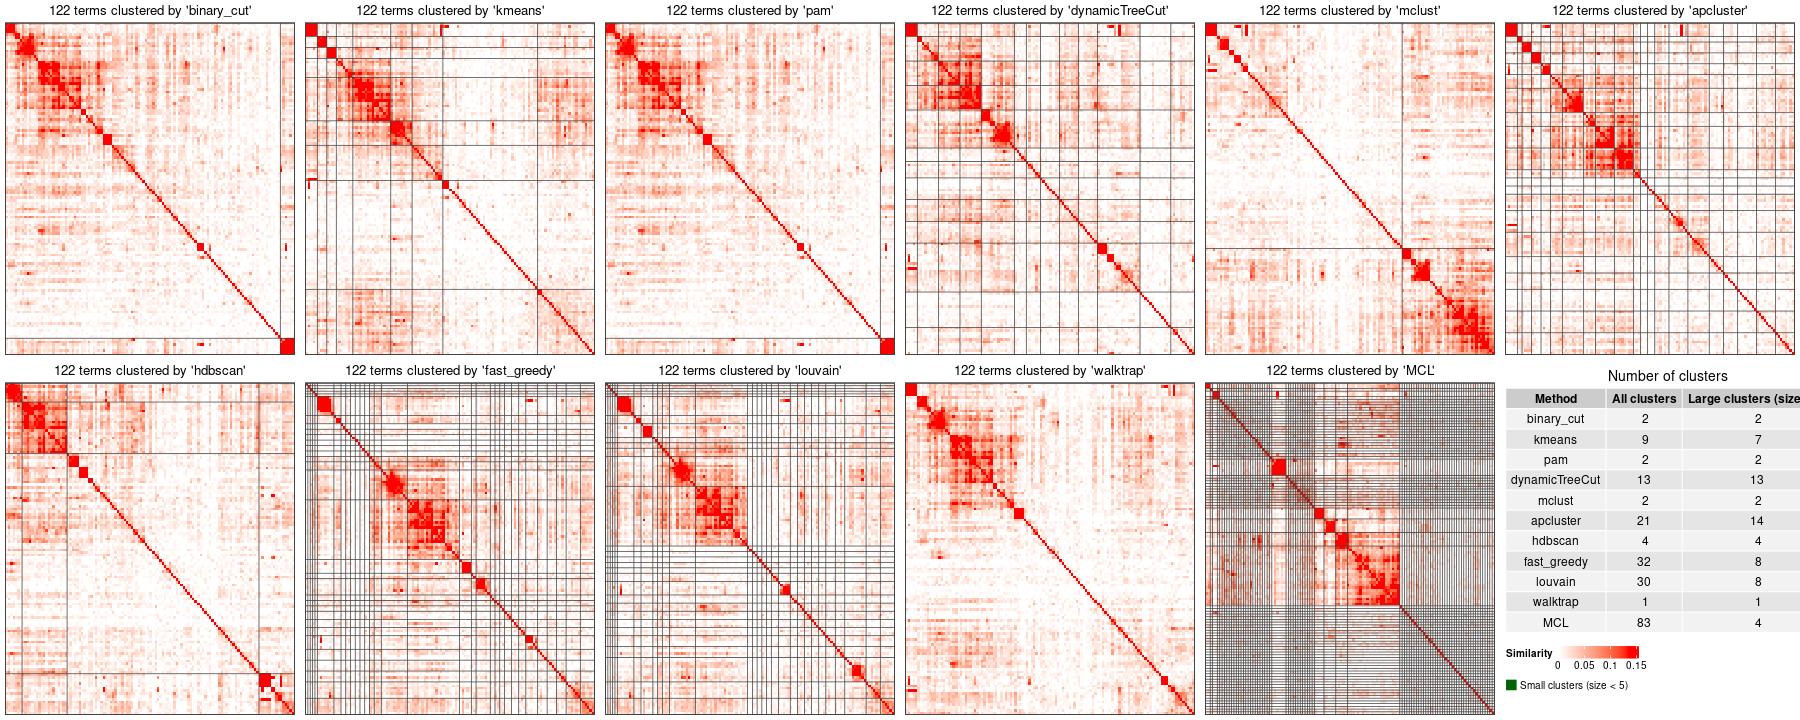 122 terms clustered by 'binary_cut'
122 terms clustered by 'kmeans'
122 terms clustered by 'pam'
122 terms clustered by 'dynamicTreeCut'
122 terms clustered by 'mclust'
122 terms clustered by 'apcluster'
122 terms clustered by 'hdbscan'
122 terms clustered by 'fast_greedy'
122 terms clustered by 'louvain'
122 terms clustered by 'walktrap'
122 terms clustered by 'MCL'
Number of clusters
Method All clusters Large clusters (size
binary_cut 2 2
kmeans 9 7
pam 2 2
dynamicTreeCut 13 13
mclust 2 2
apcluster 21 14
hdbscan 4 4
fast_greedy 32 8
louvain 30 8
walktrap 1 1
MCL 83 4
Similarity
0 0.05 0.1 0.15
Small clusters (size < 5)